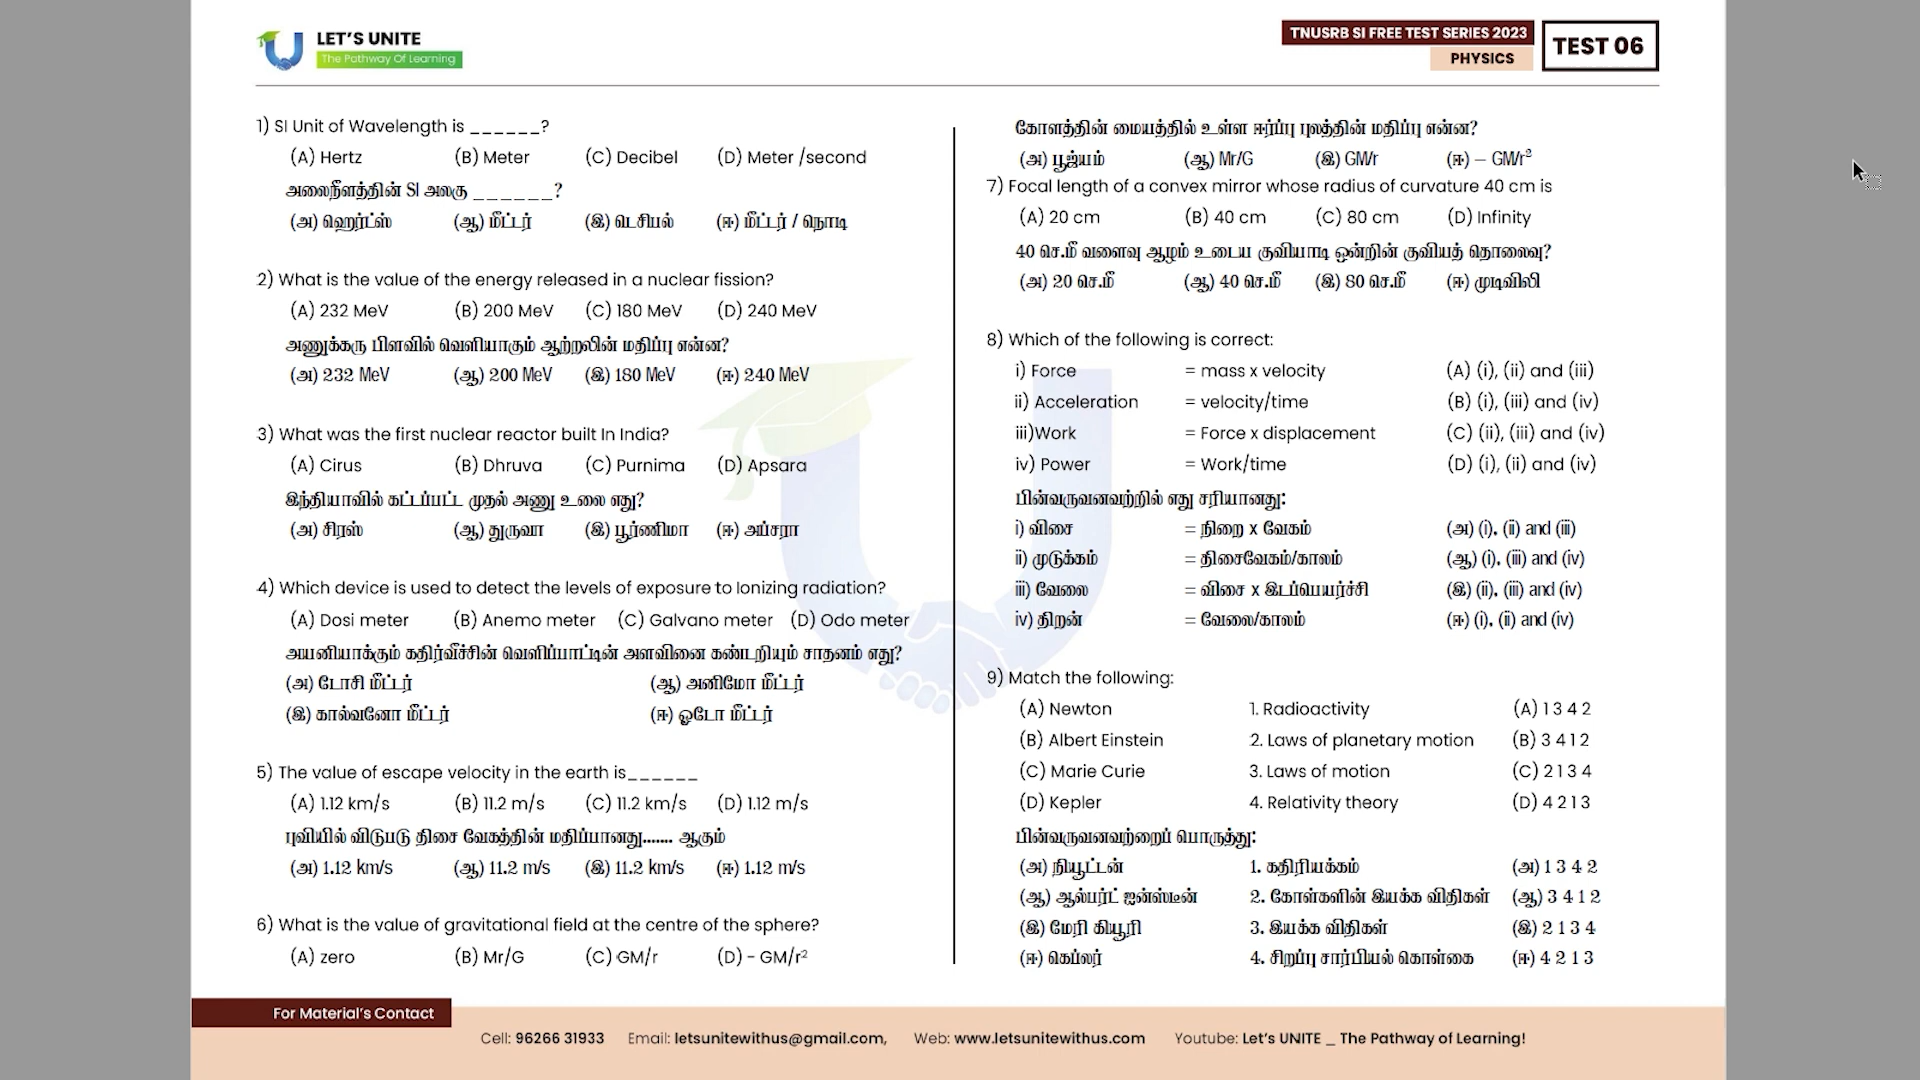 LET'S UNITE
The Pathway Of Learning
TNUSRB SI FREE TEST SERIES 2023
PHYSICS
TEST 06
1) SI Unit of Wavelength is ______?
(A) Hertz (B) Meter (C) Decibel (D) Meter /second
அலைநீளத்தின் SI அலகு ______?
(அ) ஹெர்ட்ஸ் (ஆ) மீட்டர் (இ) டெசிபல் (ஈ) மீட்டர் / நொடி
2) What is the value of the energy released in a nuclear fission?
(A) 232 MeV (B) 200 MeV (C) 180 MeV (D) 240 MeV
அணுக்கரு பிளவில் வெளியாகும் ஆற்றலின் மதிப்பு என்ன?
(அ) 232 MeV (ஆ) 200 MeV (இ) 180 MeV (ஈ) 240 MeV
3) What was the first nuclear reactor built In India?
(A) Cirus (B) Dhruva (C) Purnima (D) Apsara
இந்தியாவில் கட்டப்பட்ட முதல் அணு உலை எது?
(அ) சிரஸ் (ஆ) துருவா (இ) பூர்ணிமா (ஈ) அப்சரா
4) Which device is used to detect the levels of exposure to Ionizing radiation?
(A) Dosi meter (B) Anemo meter (C) Galvano meter (D) Odo meter
அயனியாக்கும் கதிர்வீச்சின் வெளிப்பாட்டின் அளவினை கண்டறியும் சாதனம் எது?
(அ) டோசி மீட்டர் (ஆ) அனிமோ மீட்டர்
(இ) கால்வனோ மீட்டர் (ஈ) ஓடோ மீட்டர்
5) The value of escape velocity in the earth is______
(A) 1.12 km/s (B) 11.2 m/s (C) 11.2 km/s (D) 1.12 m/s
புவியில் விடுபடு திசை வேகத்தின் மதிப்பானது....... ஆகும்
(அ) 1.12 km/s (ஆ) 11.2 m/s (இ) 11.2 km/s (ஈ) 1.12 m/s
6) What is the value of gravitational field at the centre of the sphere?
(A) zero (B) Mr/G (C) GM/r (D) - GM/r²
கோளத்தின் மையத்தில் உள்ள ஈர்ப்பு புலத்தின் மதிப்பு என்ன?
(அ) பூஜ்யம் (ஆ) Mr/G (இ) GM/r (ஈ) – GM/r²
7) Focal length of a convex mirror whose radius of curvature 40 cm is
(A) 20 cm (B) 40 cm (C) 80 cm (D) Infinity
40 செ.மீ வளைவு ஆழம் உடைய குவியாடி ஒன்றின் குவியத் தொலைவு?
(அ) 20 செ.மீ (ஆ) 40 செ.மீ (இ) 80 செ.மீ (ஈ) முடிவிலி
8) Which of the following is correct:
i) Force = mass x velocity (A) (i), (ii) and (iii)
ii) Acceleration = velocity/time (B) (i), (iii) and (iv)
iii)Work = Force x displacement (C) (ii), (iii) and (iv)
iv) Power = Work/time (D) (i), (ii) and (iv)
பின்வருவனவற்றில் எது சரியானது:
i) விசை = நிறை x வேகம் (அ) (i), (ii) and (iii)
ii) முடுக்கம் = திசைவேகம்/காலம் (ஆ) (i), (iii) and (iv)
iii) வேலை = விசை x இடப்பெயர்ச்சி (இ) (ii), (iii) and (iv)
iv) திறன் = வேலை/காலம் (ஈ) (i), (ii) and (iv)
9) Match the following:
(A) Newton 1. Radioactivity (A) 1 3 4 2
(B) Albert Einstein 2. Laws of planetary motion (B) 3 4 1 2
(C) Marie Curie 3. Laws of motion (C) 2 1 3 4
(D) Kepler 4. Relativity theory (D) 4 2 1 3
பின்வருவனவற்றைப் பொருத்து:
(அ) நியூட்டன் 1. கதிரியக்கம் (அ) 1 3 4 2
(ஆ) ஆல்பர்ட் ஐன்ஸ்டீன் 2. கோள்களின் இயக்க விதிகள் (ஆ) 3 4 1 2
(இ) மேரி கியூரி 3. இயக்க விதிகள் (இ) 2 1 3 4
(ஈ) கெப்லர் 4. சிறப்பு சார்பியல் கொள்கை (ஈ) 4 2 1 3
For Material's Contact
Cell: 96266 31933 Email: letsunitewithus@gmail.com, Web: www.letsunitewithus.com Youtube: Let's UNITE _ The Pathway of Learning!